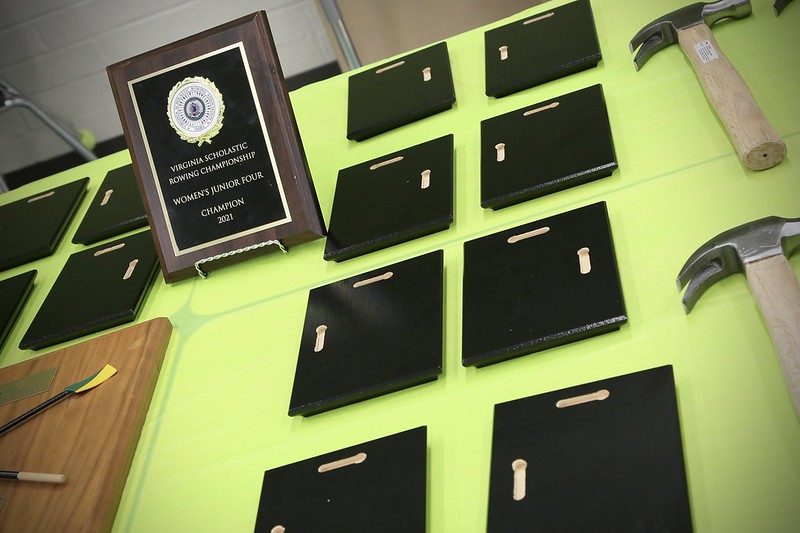 VIRGINIA SCHOLASTIC
ROWING CHAMPIONSHIP
WOMEN'S JUNIOR FOUR
CHAMPION
2021